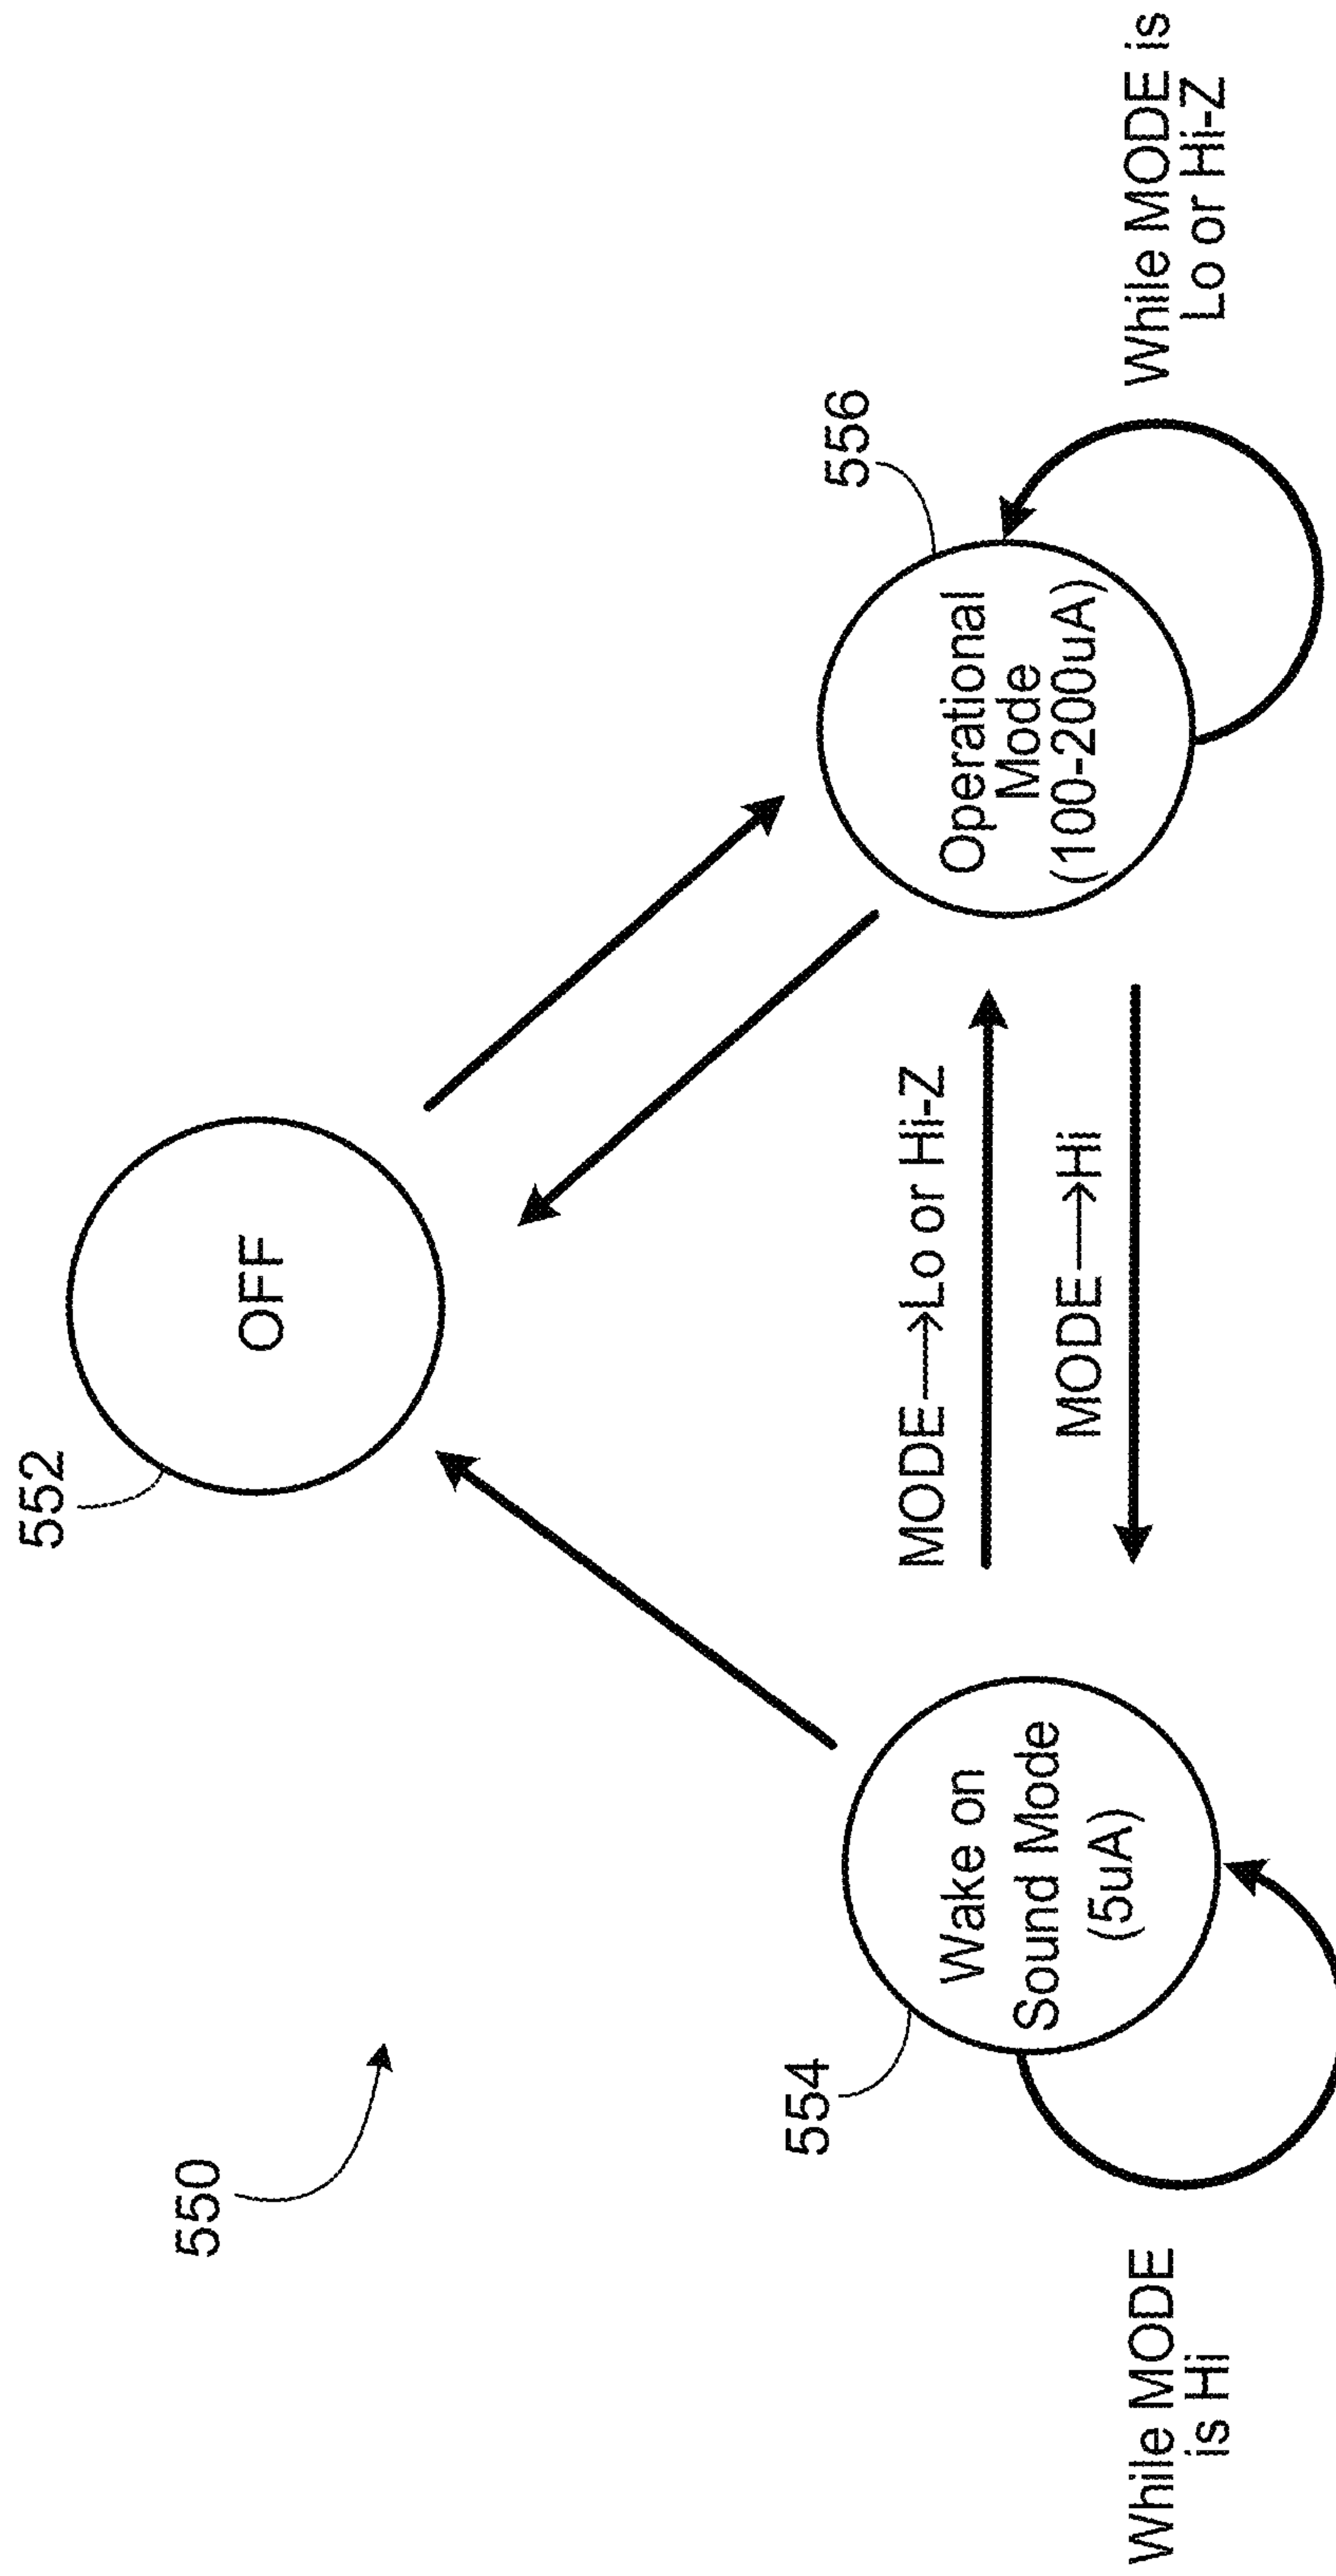 550
552
OFF
554
Wake on
Sound Mode
(5uA)
While MODE
is Hi
MODE→Lo or Hi-Z
MODE→Hi
556
Operational
Mode
(100-200uA)
While MODE is
Lo or Hi-Z